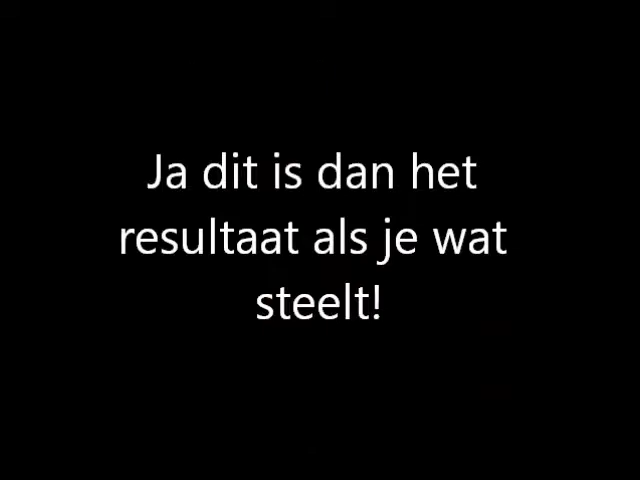 Ja dit is dan het
resultaat als je wat
steelt!